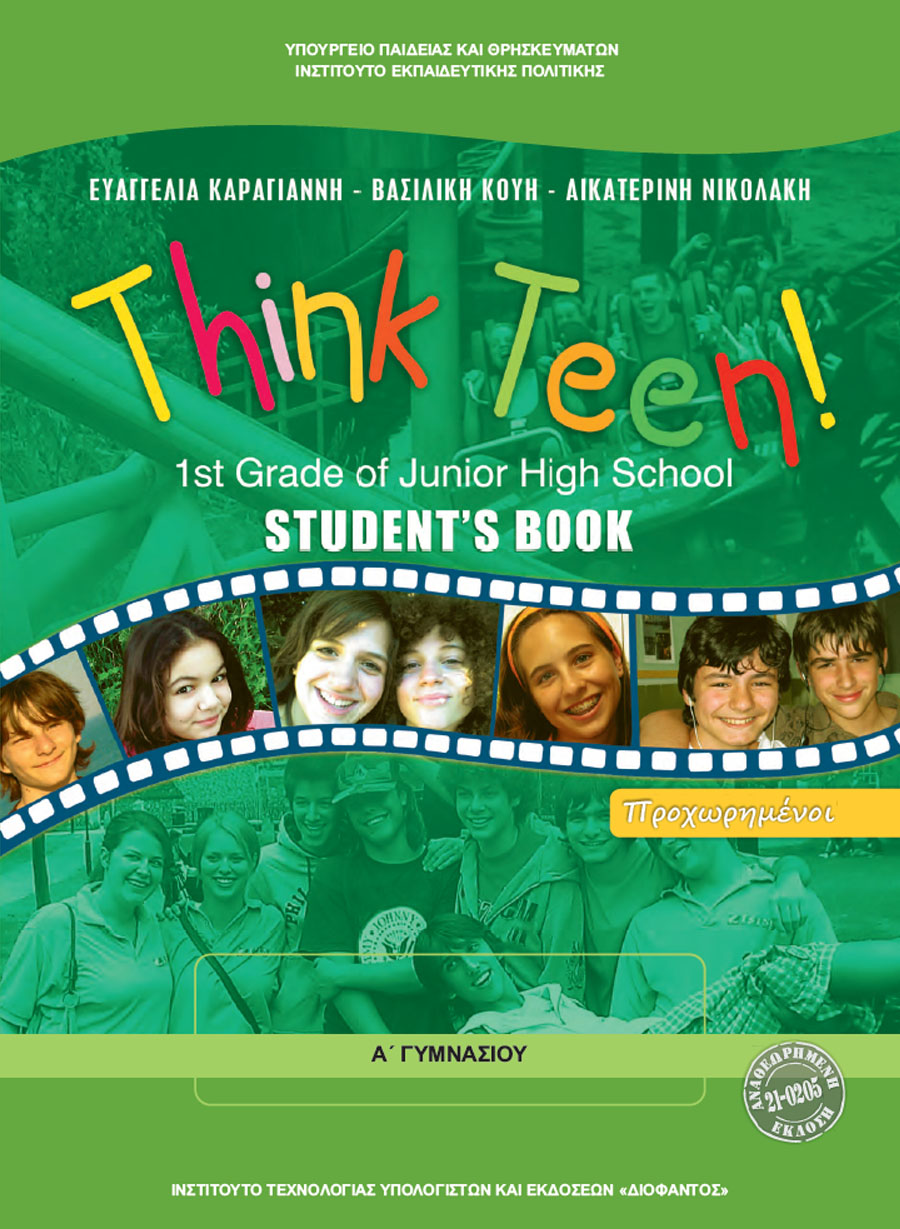 ΥΠΟΥΡΓΕΙΟ ΠΑΙΔΕΙΑΣ ΚΑΙ ΘΡΗΣΚΕΥΜΑΤΩΝ
ΙΝΣΤΙΤΟΥΤΟ ΕΚΠΑΙΔΕΥΤΙΚΗΣ ΠΟΛΙΤΙΚΗΣ
ΕΥΑΓΓΕΛΙΑ ΚΑΡΑΓΙΑΝΝΗ - ΒΑΣΙΛΙΚΗ ΚΟΥΗ - ΑΙΚΑΤΕΡΙΝΗ ΝΙΚΟΛΑΚΗ
Think Teen!
1st Grade of Junior High School
STUDENT'S BOOK
Προχωρημένοι
JOHNNY
Α΄ ΓΥΜΝΑΣΙΟΥ
ΑΝΑΘΕΩΡΗΜΕΝΗ
21-0205
ΕΚΔΟΣΗ
ΙΝΣΤΙΤΟΥΤΟ ΤΕΧΝΟΛΟΓΙΑΣ ΥΠΟΛΟΓΙΣΤΩΝ ΚΑΙ ΕΚΔΟΣΕΩΝ «ΔΙΟΦΑΝΤΟΣ»